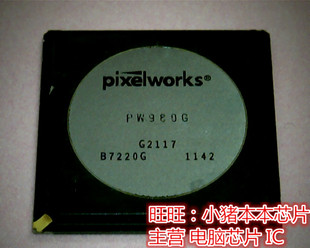 pixelworks®
PW980G
G2117
B7220G 1142
旺旺：小猪本本芯片
主营 电脑芯片 IC